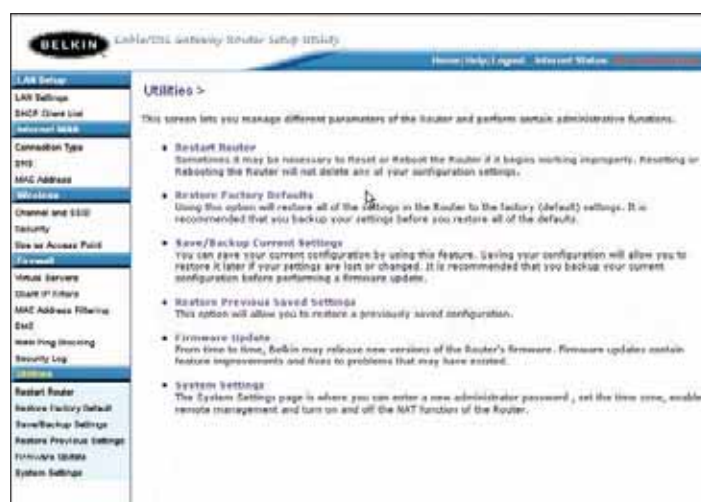 BELKIN
Cable/DSL Gateway Router Setup Utility
Home|Help|Logout Internet Status:
LAN Setup
LAN Settings
DHCP Client List
Internet WAN
Connection Type
DNS
MAC Address
Wireless
Channel and SSID
Security
Use as Access Point
Firewall
Virtual Servers
Client IP Filters
MAC Address Filtering
DMZ
WAN Ping Blocking
Security Log
Utilities
Restart Router
Restore Factory Default
Save/Backup Settings
Restore Previous Settings
Firmware Update
System Settings
Utilities >
This screen lets you manage different parameters of the Router and perform certain administrative functions.
• Restart Router
Sometimes it may be necessary to Reset or Reboot the Router if it begins working improperly. Resetting or
Rebooting the Router will not delete any of your configuration settings.
• Restore Factory Defaults
Using this option will restore all of the settings in the Router to the factory (default) settings. It is
recommended that you backup your settings before you restore all of the defaults.
• Save/Backup Current Settings
You can save your current configuration by using this feature. Saving your configuration will allow you to
restore it later if your settings are lost or changed. It is recommended that you backup your current
configuration before performing a firmware update.
• Restore Previous Saved Settings
This option will allow you to restore a previously saved configuration.
• Firmware Update
From time to time, Belkin may release new versions of the Router's firmware. Firmware updates contain
feature improvements and fixes to problems that may have existed.
• System Settings
The System Settings page is where you can enter a new administrator password , set the time zone, enable
remote management and turn on and off the NAT function of the Router.